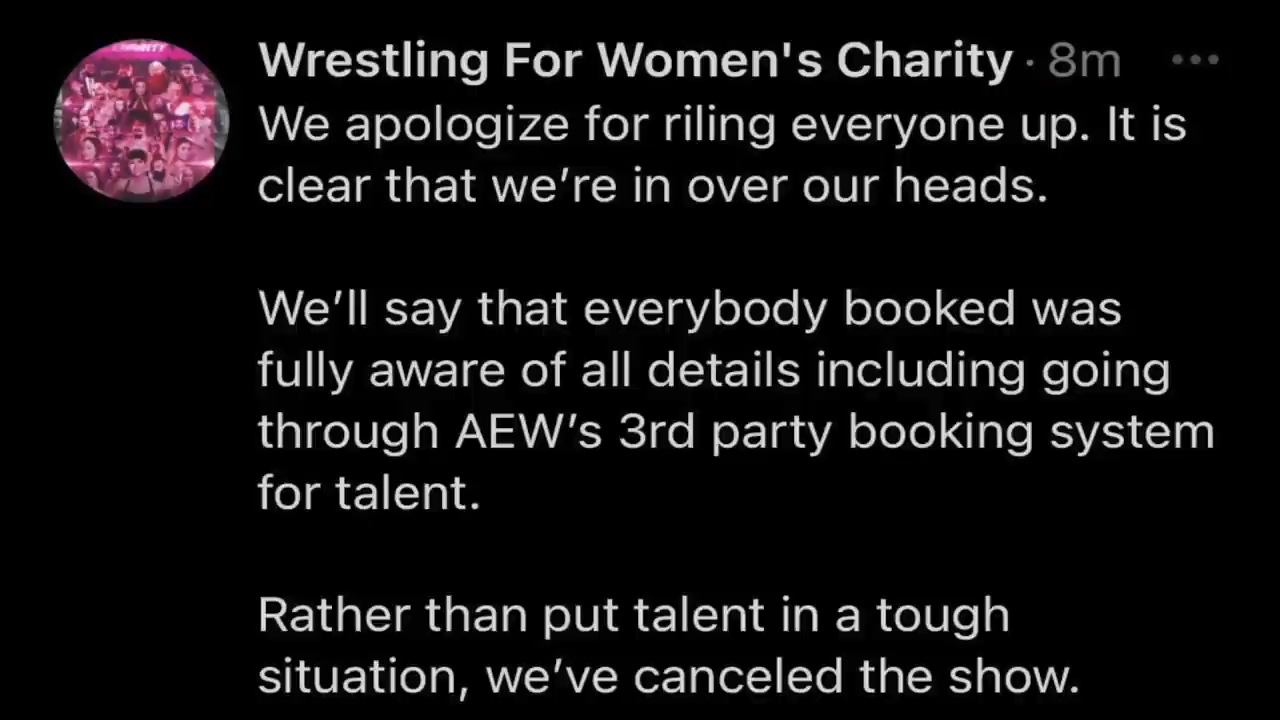 Wrestling For Women's Charity · 8m ···
We apologize for riling everyone up. It is
clear that we’re in over our heads.
We’ll say that everybody booked was
fully aware of all details including going
through AEW’s 3rd party booking system
for talent.
Rather than put talent in a tough
situation, we’ve canceled the show.